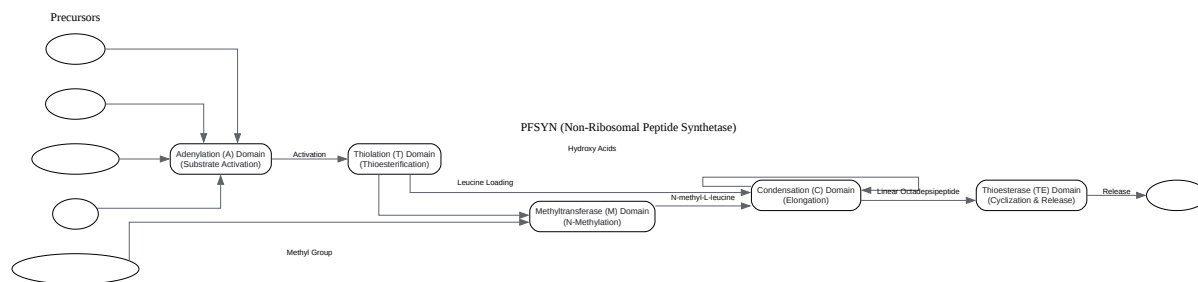 Precursors
PFSYN (Non-Ribosomal Peptide Synthetase)
Hydroxy Acids
Adenylation (A) Domain
(Substrate Activation)
Activation
Thiolation (T) Domain
(Thioesterification)
Leucine Loading
N-methyl-L-leucine
Condensation (C) Domain
(Elongation)
Linear Octadepsipeptide
Thioesterase (TE) Domain
(Cyclization & Release)
Release
Methyltransferase (M) Domain
(N-Methylation)
Methyl Group